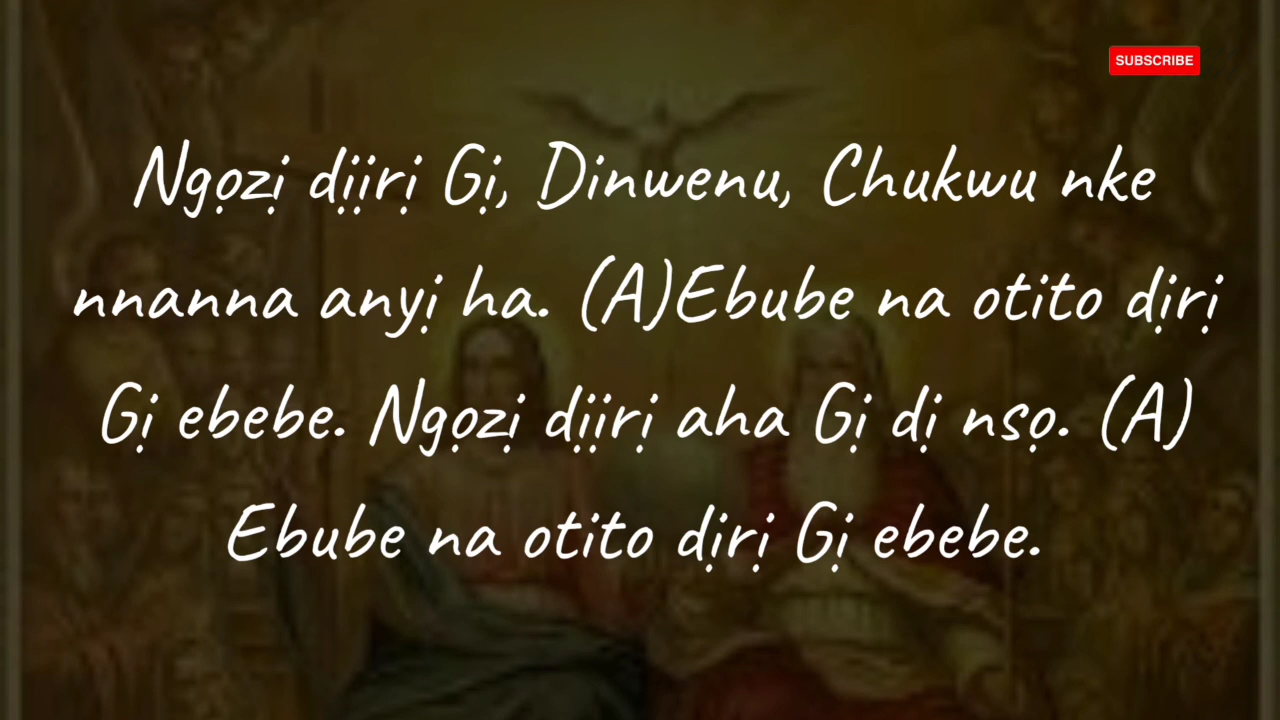 SUBSCRIBE
Ngọzị dịịrị Gị, Dinwenu, Chukwu nke
nnanna anyị ha. (A)Ebube na otito dịrị
Gị ebebe. Ngọzị dịịrị aha Gị dị nsọ. (A)
Ebube na otito dịrị Gị ebebe.